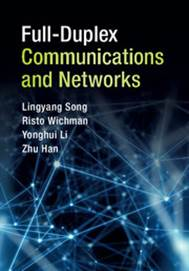 Full-Duplex
Communications
and Networks
Lingyang Song
Risto Wichman
Yonghui Li
Zhu Han